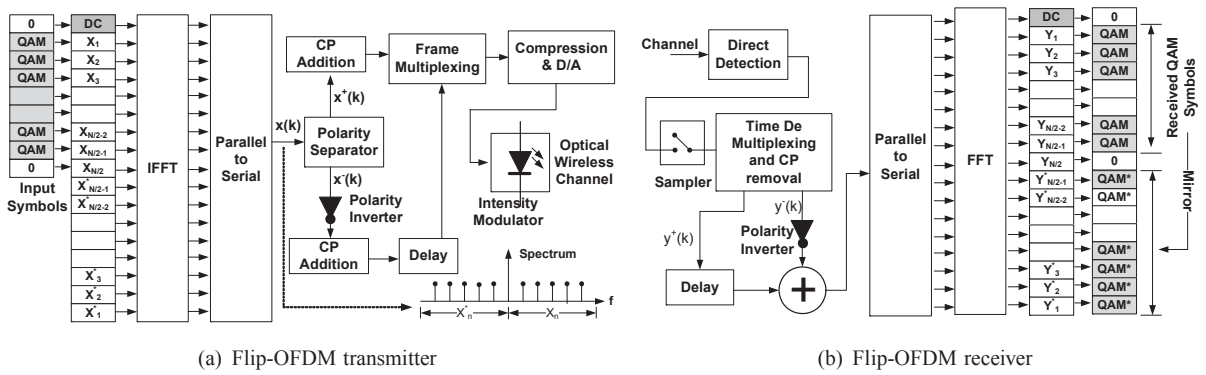 0
QAM
QAM
QAM
QAM
QAM
0
Input
Symbols
DC
X1
X2
X3
XN/2-2
XN/2-1
XN/2
X*N/2-1
X*N/2-2
X*3
X*2
X*1
IFFT
Parallel
to
Serial
x(k)
CP
Addition
x+(k)
Polarity
Separator
x-(k)
Polarity
Inverter
CP
Addition
Delay
Frame
Multiplexing
Compression
& D/A
Optical
Wireless
Channel
Intensity
Modulator
Spectrum
f
X*n
Xn
(a) Flip-OFDM transmitter
Channel
Direct
Detection
Sampler
Time De
Multiplexing
and CP
removal
y+(k)
y-(k)
Polarity
Inverter
Delay
+
Parallel
to
Serial
FFT
DC
Y1
Y2
Y3
YN/2-2
YN/2-1
YN/2
Y*N/2-1
Y*N/2-2
Y*3
Y*2
Y*1
0
QAM
QAM
QAM
QAM
QAM
0
QAM*
QAM*
QAM*
QAM*
QAM*
QAM*
Received QAM
Symbols
Mirror
(b) Flip-OFDM receiver